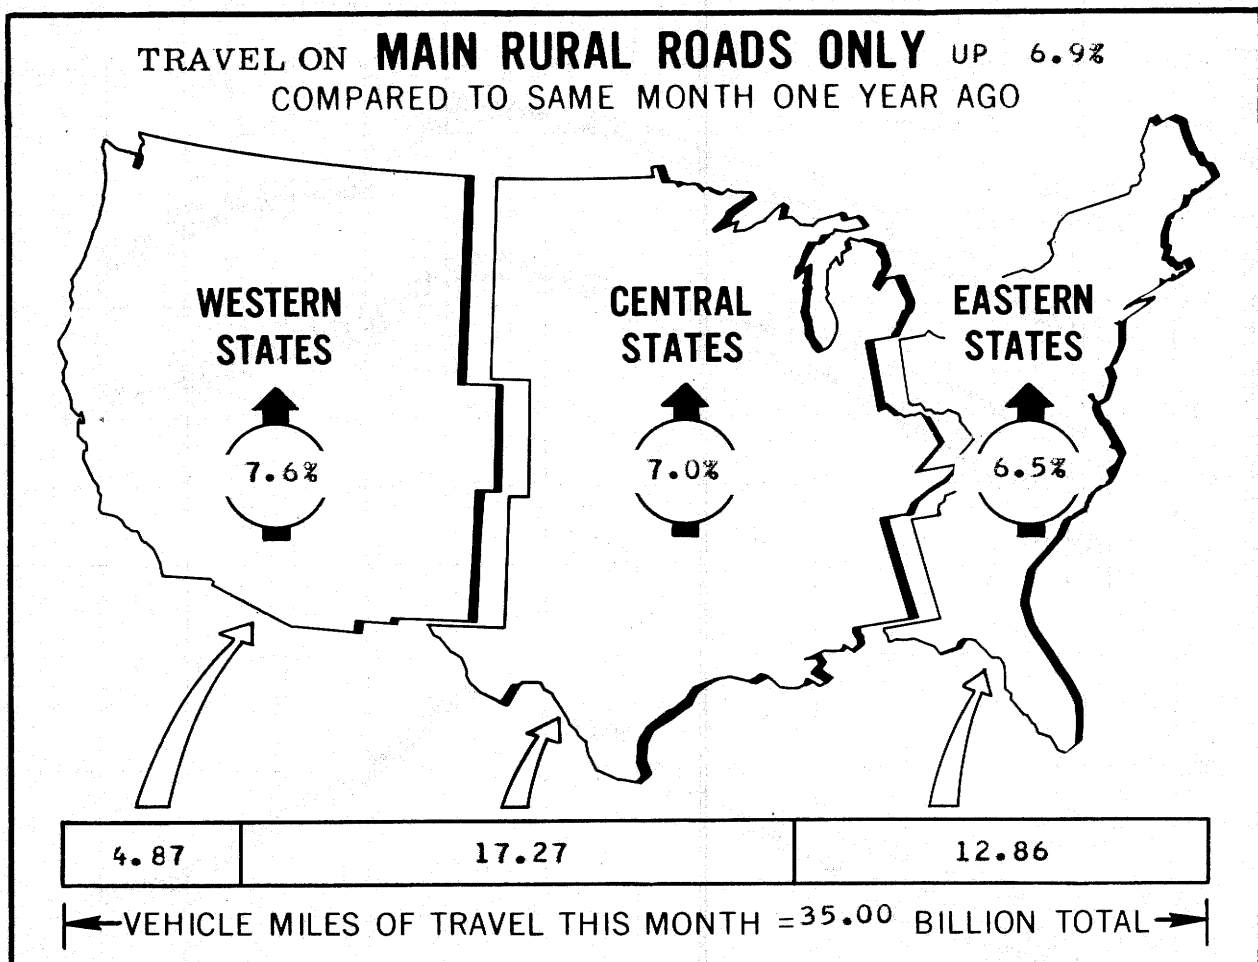 TRAVEL ON MAIN RURAL ROADS ONLY UP 6.9%
COMPARED TO SAME MONTH ONE YEAR AGO
WESTERN
STATES
7.6%
CENTRAL
STATES
7.0%
EASTERN
STATES
6.5%
4.87 17.27 12.86
VEHICLE MILES OF TRAVEL THIS MONTH = 35.00 BILLION TOTAL